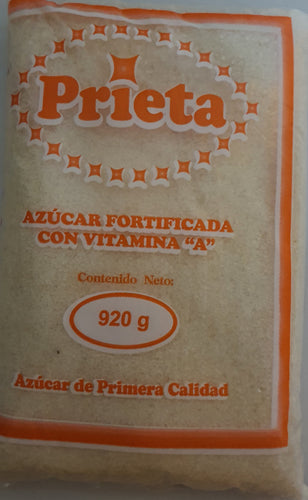 Prieta
AZÚCAR FORTIFICADA
CON VITAMINA “A”
Contenido Neto:
920 g
Azúcar de Primera Calidad